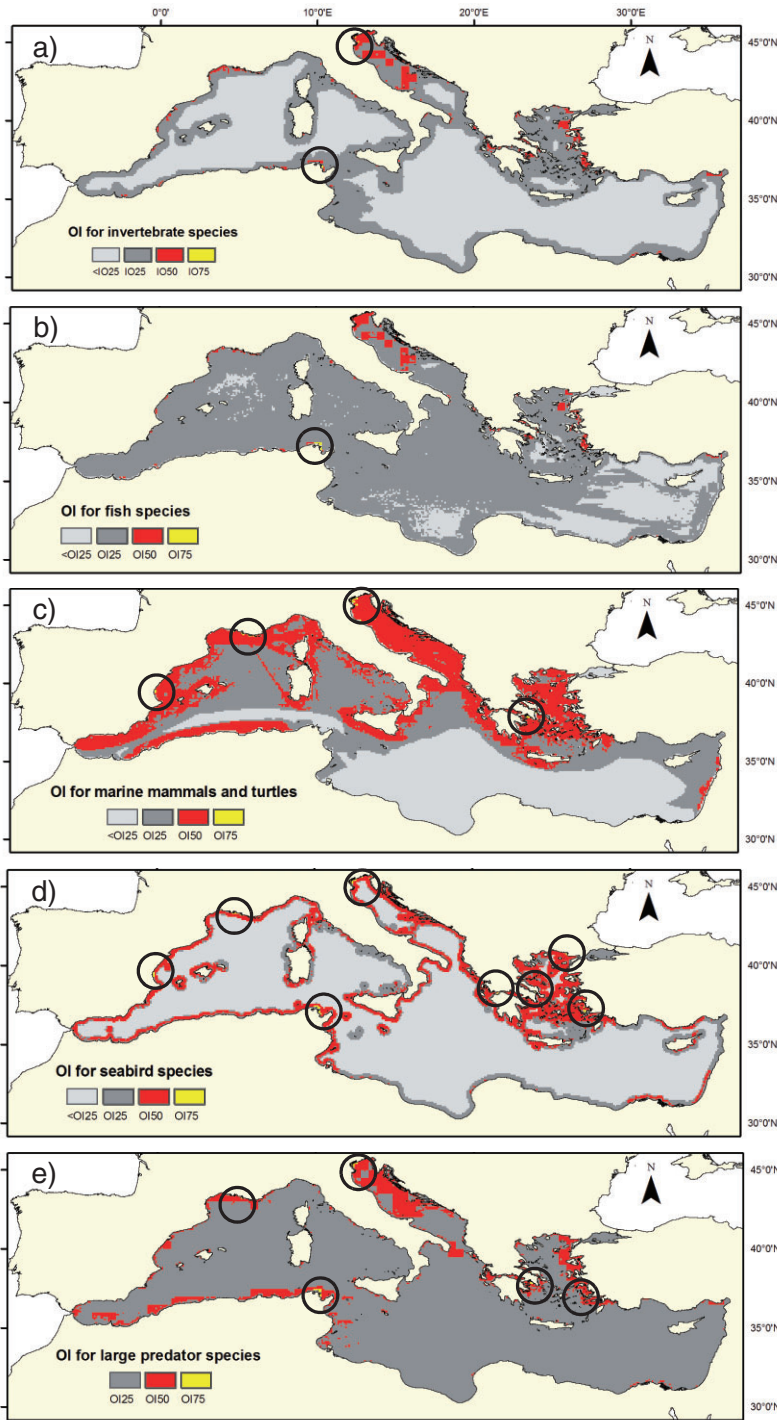 0°0' 10°0'E 20°0'E 30°0'E
a)
N
45°0'N
40°0'N
35°0'N
30°0'N
OI for invertebrate species
<IO25 IO25 IO50 IO75
b)
N
45°0'N
40°0'N
35°0'N
30°0'N
OI for fish species
<OI25 OI25 OI50 OI75
c)
N
45°0'N
40°0'N
35°0'N
30°0'N
OI for marine mammals and turtles
<OI25 OI25 OI50 OI75
d)
N
45°0'N
40°0'N
35°0'N
30°0'N
OI for seabird species
<OI25 OI25 OI50 OI75
e)
N
45°0'N
40°0'N
35°0'N
30°0'N
OI for large predator species
OI25 OI50 OI75